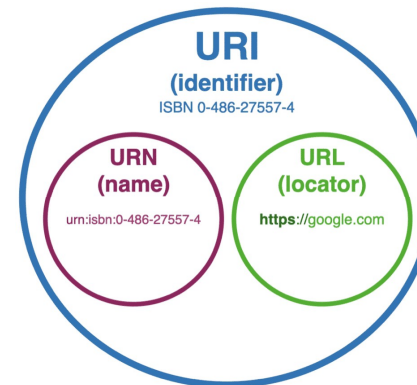 URI
(identifier)
ISBN 0-486-27557-4
URN
(name)
urn:isbn:0-486-27557-4
URL
(locator)
https://google.com